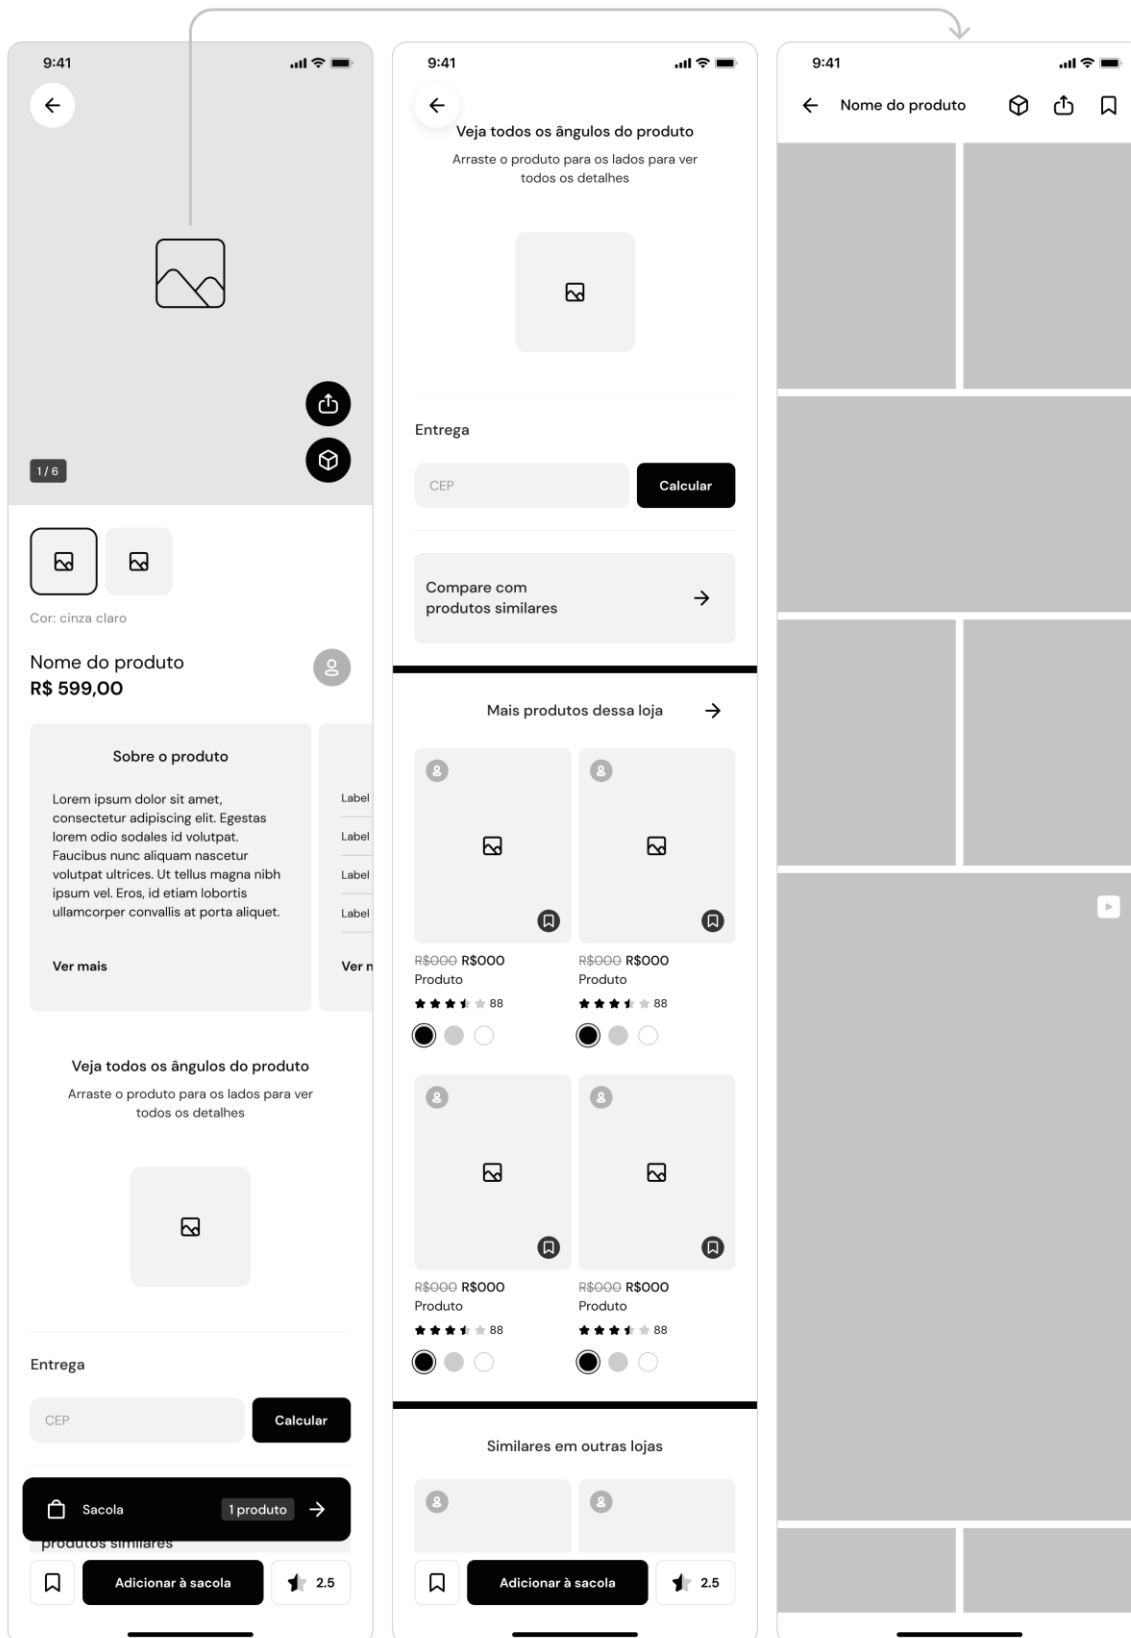 9:41
1 / 6
Cor: cinza claro
Nome do produto
R$ 599,00
Sobre o produto
Lorem ipsum dolor sit amet,
consectetur adipiscing elit. Egestas
lorem odio sodales id volutpat.
Faucibus nunc aliquam nascetur
volutpat ultrices. Ut tellus magna nibh
ipsum vel. Eros, id etiam lobortis
ullamcorper convallis at porta aliquet.
Ver mais
Label
Label
Label
Label
Ver
Veja todos os ângulos do produto
Arraste o produto para os lados para ver
todos os detalhes
Entrega
CEP
Calcular
Sacola
1 produto
produtos similares
Adicionar à sacola
2.5
9:41
Veja todos os ângulos do produto
Arraste o produto para os lados para ver
todos os detalhes
Entrega
CEP
Calcular
Compare com
produtos similares
Mais produtos dessa loja
R$000 R$000
Produto
88
R$000 R$000
Produto
88
R$000 R$000
Produto
88
R$000 R$000
Produto
88
Similares em outras lojas
Adicionar à sacola
2.5
9:41
Nome do produto